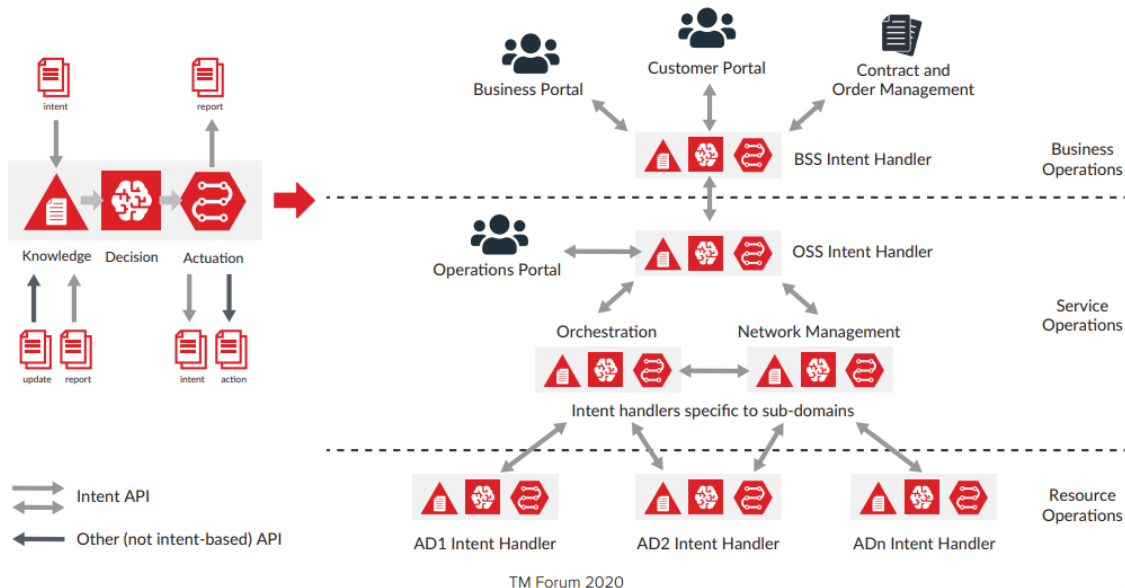 intent
report
Knowledge
Decision
Actuation
update
report
intent
action
Intent API
Other (not intent-based) API
Business Portal
Customer Portal
Contract and
Order Management
BSS Intent Handler
Business
Operations
Operations Portal
OSS Intent Handler
Orchestration
Network Management
Intent handlers specific to sub-domains
Service
Operations
AD1 Intent Handler
AD2 Intent Handler
ADn Intent Handler
Resource
Operations
TM Forum 2020